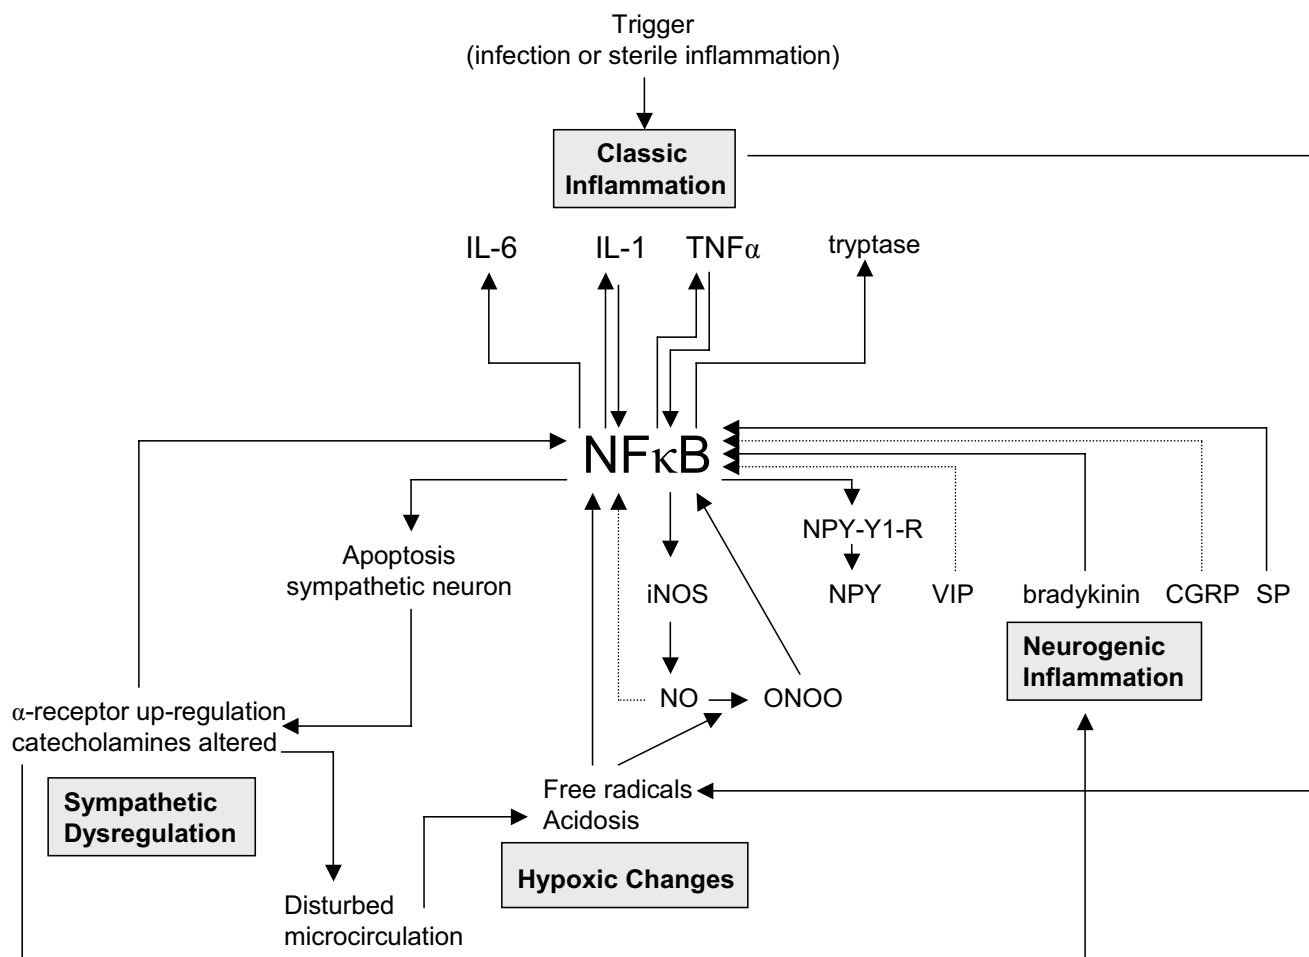 Trigger
(infection or sterile inflammation)
Classic
Inflammation
IL-6
IL-1
TNFα
tryptase
NFκB
NPY-Y1-R
Apoptosis
sympathetic neuron
iNOS
NPY
VIP
bradykinin
CGRP
SP
Neurogenic
Inflammation
NO
ONOO
α-receptor up-regulation
catecholamines altered
Sympathetic
Dysregulation
Free radicals
Acidosis
Hypoxic Changes
Disturbed
microcirculation